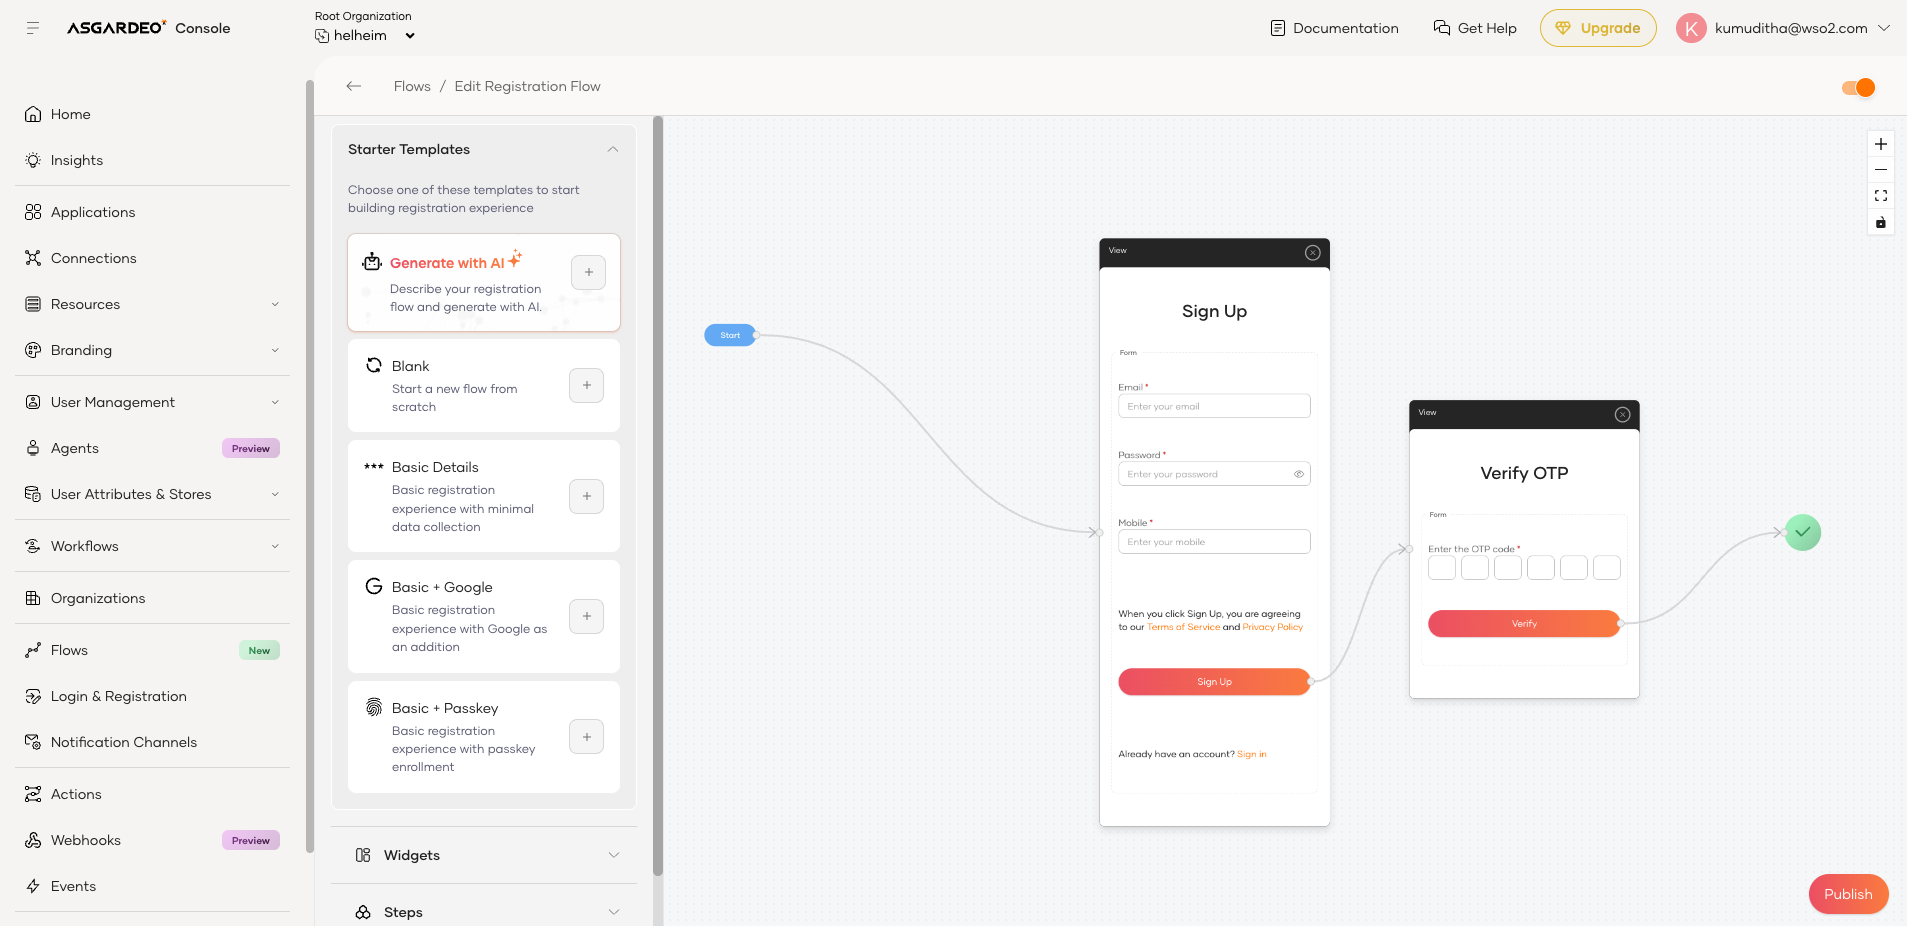 ASGARDEO Console
Root Organization
helheim
Documentation
Get Help
Upgrade
K
kumuditha@wso2.com
Home
Insights
Applications
Connections
Resources
Branding
User Management
Agents
Preview
User Attributes & Stores
Workflows
Organizations
Flows
New
Login & Registration
Notification Channels
Actions
Webhooks
Preview
Events
Flows / Edit Registration Flow
Starter Templates
Choose one of these templates to start
building registration experience
Generate with AI
Describe your registration
flow and generate with AI.
Blank
Start a new flow from
scratch
Basic Details
Basic registration
experience with minimal
data collection
Basic + Google
Basic registration
experience with Google as
an addition
Basic + Passkey
Basic registration
experience with passkey
enrollment
Widgets
Steps
Start
View
Sign Up
Form
Email *
Enter your email
Password *
Enter your password
Mobile *
Enter your mobile
When you click Sign Up, you are agreeing
to our Terms of Service and Privacy Policy
Sign Up
Already have an account? Sign in
View
Verify OTP
Form
Enter the OTP code *
Verify
Publish